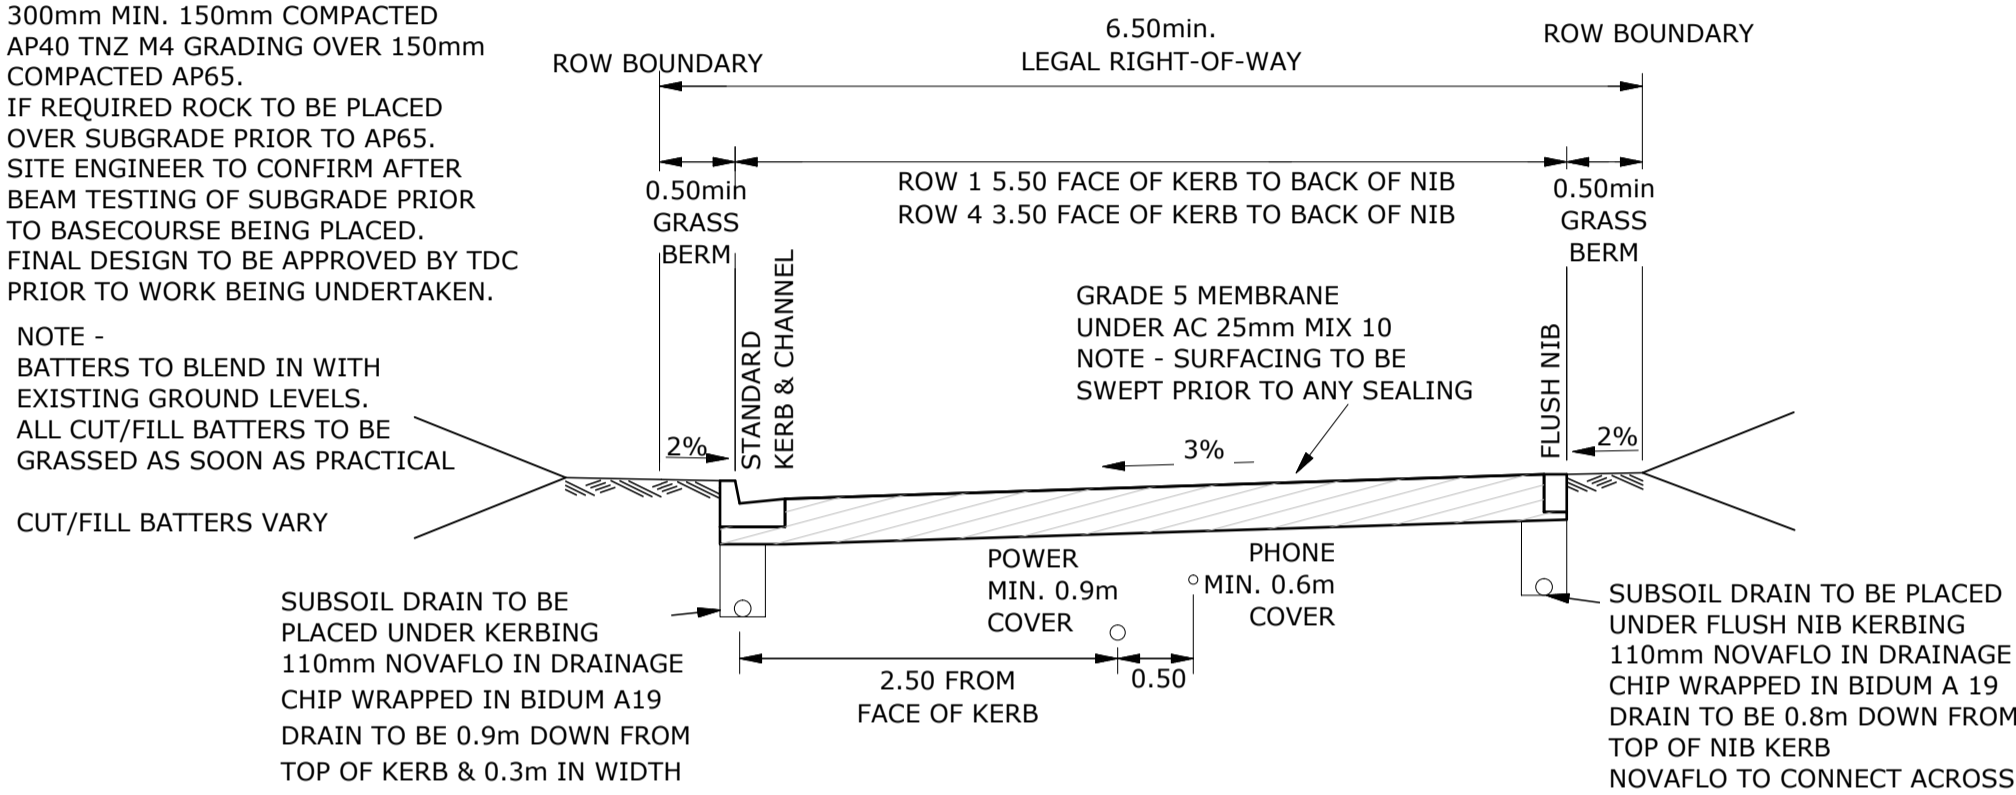 300mm MIN. 150mm COMPACTED
AP40 TNZ M4 GRADING OVER 150mm
COMPACTED AP65.
IF REQUIRED ROCK TO BE PLACED
OVER SUBGRADE PRIOR TO AP65.
SITE ENGINEER TO CONFIRM AFTER
BEAM TESTING OF SUBGRADE PRIOR
TO BASECOURSE BEING PLACED.
FINAL DESIGN TO BE APPROVED BY TDC
PRIOR TO WORK BEING UNDERTAKEN.
NOTE -
BATTERS TO BLEND IN WITH
EXISTING GROUND LEVELS.
ALL CUT/FILL BATTERS TO BE
GRASSED AS SOON AS PRACTICAL
CUT/FILL BATTERS VARY
ROW BOUNDARY
6.50min.
LEGAL RIGHT-OF-WAY
ROW BOUNDARY
0.50min
GRASS
BERM
ROW 1 5.50 FACE OF KERB TO BACK OF NIB
ROW 4 3.50 FACE OF KERB TO BACK OF NIB
0.50min
GRASS
BERM
STANDARD
KERB & CHANNEL
GRADE 5 MEMBRANE
UNDER AC 25mm MIX 10
NOTE - SURFACING TO BE
SWEPT PRIOR TO ANY SEALING
FLUSH NIB
2%
3%
2%
POWER
MIN. 0.9m
COVER
PHONE
MIN. 0.6m
COVER
2.50 FROM
FACE OF KERB
0.50
SUBSOIL DRAIN TO BE
PLACED UNDER KERBING
110mm NOVAFLO IN DRAINAGE
CHIP WRAPPED IN BIDUM A19
DRAIN TO BE 0.9m DOWN FROM
TOP OF KERB & 0.3m IN WIDTH
SUBSOIL DRAIN TO BE PLACED
UNDER FLUSH NIB KERBING
110mm NOVAFLO IN DRAINAGE
CHIP WRAPPED IN BIDUM A 19
DRAIN TO BE 0.8m DOWN FROM
TOP OF NIB KERB
NOVAFLO TO CONNECT ACROSS